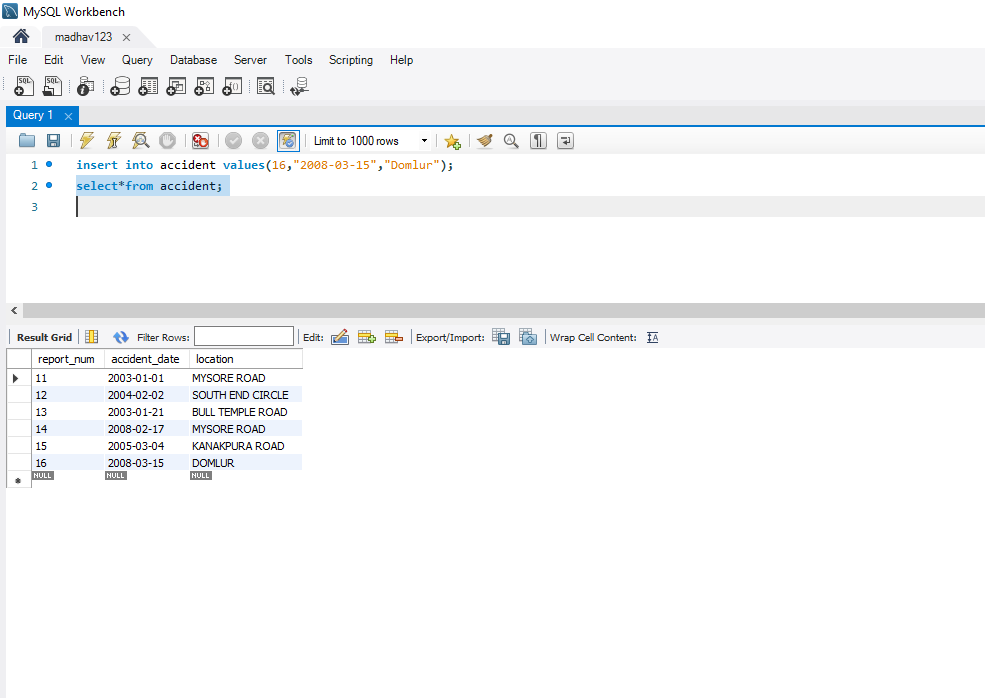 MySQL Workbench
madhav123
File Edit View Query Database Server Tools Scripting Help
SQL SQL
Query 1
Limit to 1000 rows
1 insert into accident values(16,"2008-03-15","Domlur");
2 select*from accident;
3
Result Grid Filter Rows: Edit: Export/Import: Wrap Cell Content: IA
report_num accident_date location
11 2003-01-01 MYSORE ROAD
12 2004-02-02 SOUTH END CIRCLE
13 2003-01-21 BULL TEMPLE ROAD
14 2008-02-17 MYSORE ROAD
15 2005-03-04 KANAKPURA ROAD
16 2008-03-15 DOMLUR
NULL NULL NULL